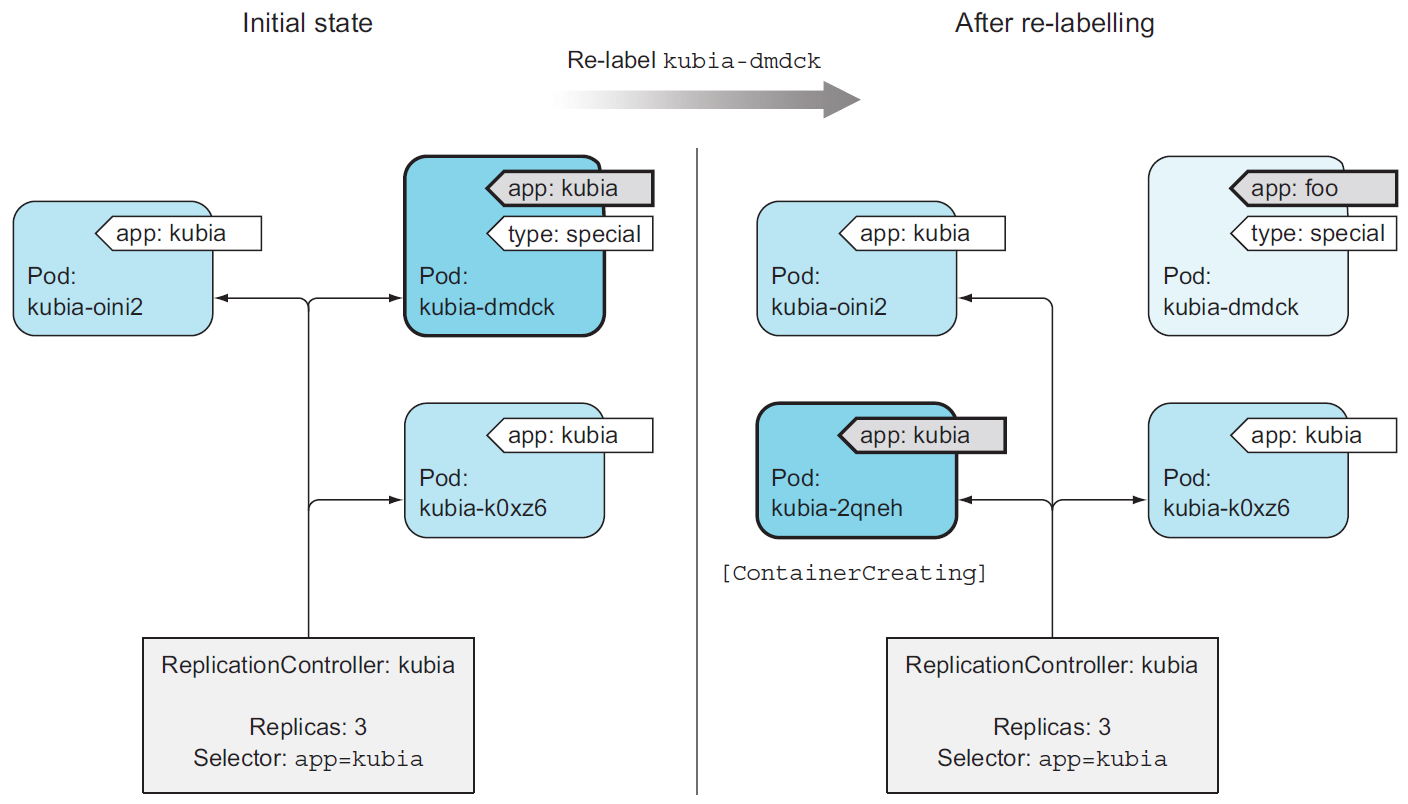 Initial state
After re-labelling
Re-label kubia-dmdck
app: kubia
type: special
Pod:
kubia-dmdck
app: kubia
Pod:
kubia-oini2
app: kubia
Pod:
kubia-k0xz6
ReplicationController: kubia
Replicas: 3
Selector: app=kubia
app: kubia
Pod:
kubia-oini2
app: foo
type: special
Pod:
kubia-dmdck
app: kubia
Pod:
kubia-2qneh
[ContainerCreating]
app: kubia
Pod:
kubia-k0xz6
ReplicationController: kubia
Replicas: 3
Selector: app=kubia